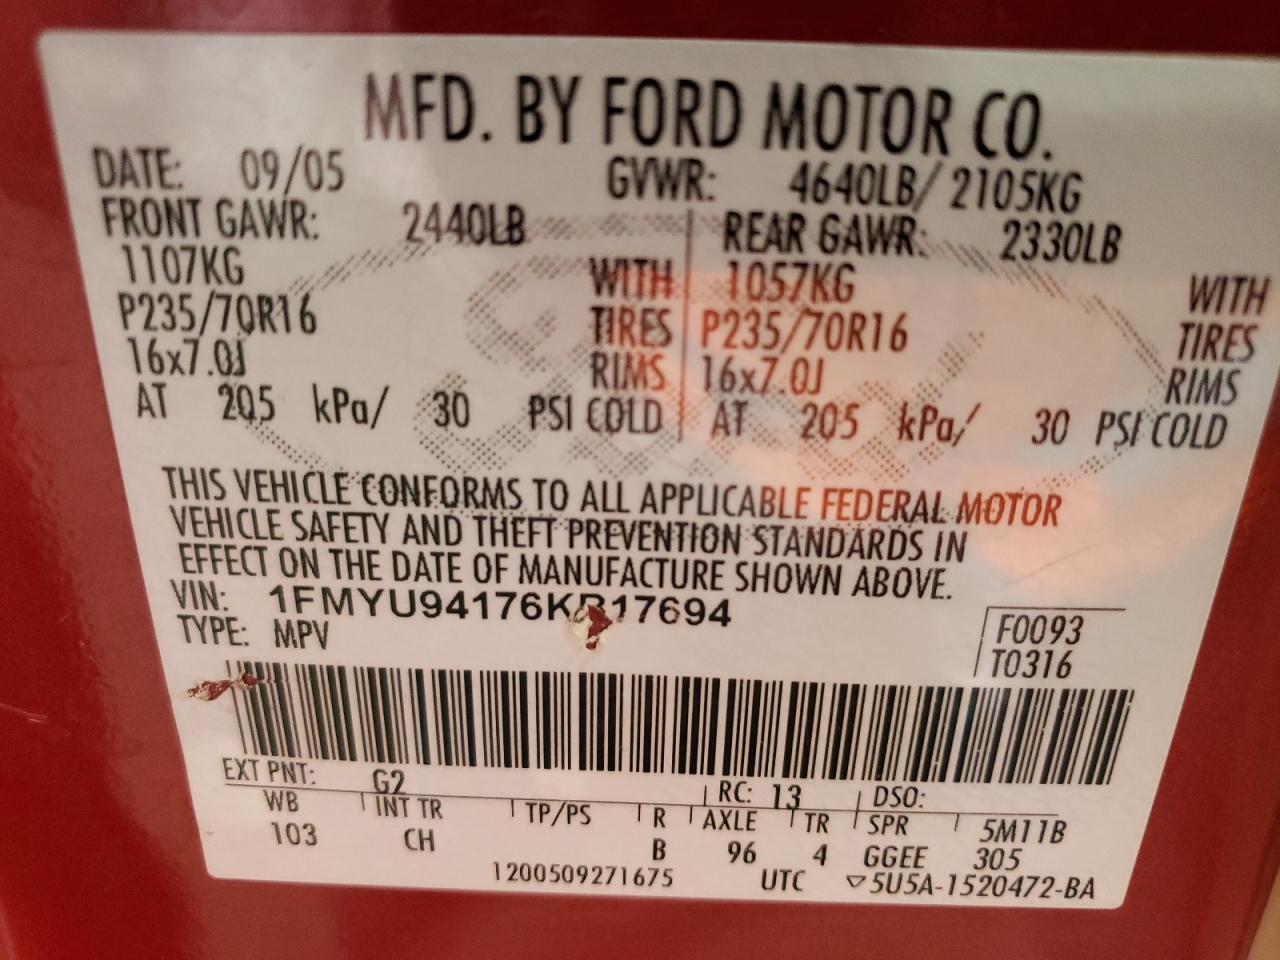 MFD. BY FORD MOTOR CO.
DATE: 09/05 GVWR: 4640LB/ 2105KG
FRONT GAWR: 2440LB REAR GAWR: 2330LB
1107KG WITH 1057KG WITH
P235/70R16 TIRES P235/70R16 TIRES
16x7.0J RIMS 16x7.0J RIMS
AT 205 kPa/ 30 PSI COLD AT 205 kPa/ 30 PSI COLD
THIS VEHICLE CONFORMS TO ALL APPLICABLE FEDERAL MOTOR
VEHICLE SAFETY AND THEFT PREVENTION STANDARDS IN
EFFECT ON THE DATE OF MANUFACTURE SHOWN ABOVE.
VIN:
TYPE: MPV
F0093
T0316
EXT PNT: G2 RC: 13 DSO:
WB INT TR TP/PS R AXLE TR SPR 5M11B
103 CH B 96 4 GGEE 305
1200509271675 UTC ▽5U5A-1520472-BA